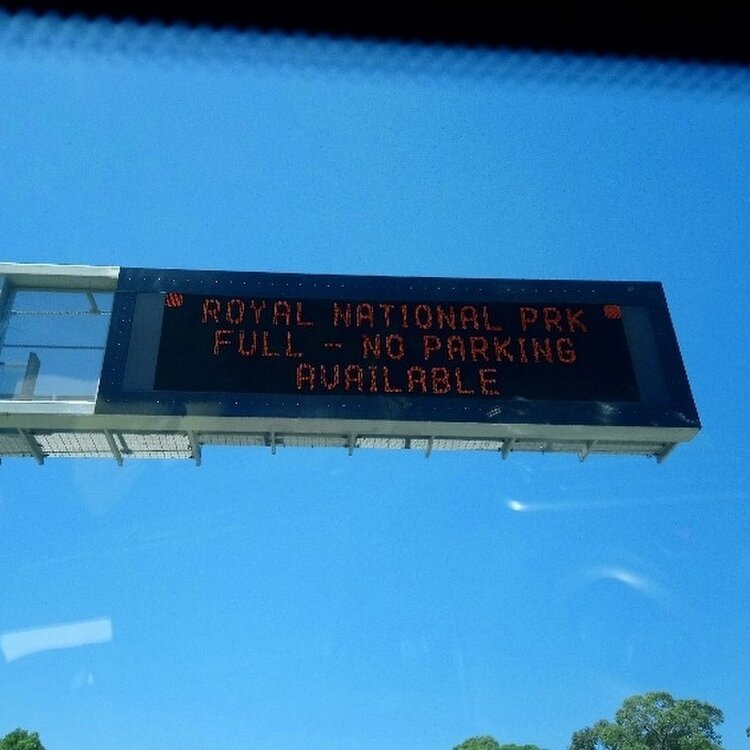 ROYAL NATIONAL PRK
FULL - NO PARKING
AVAILABLE